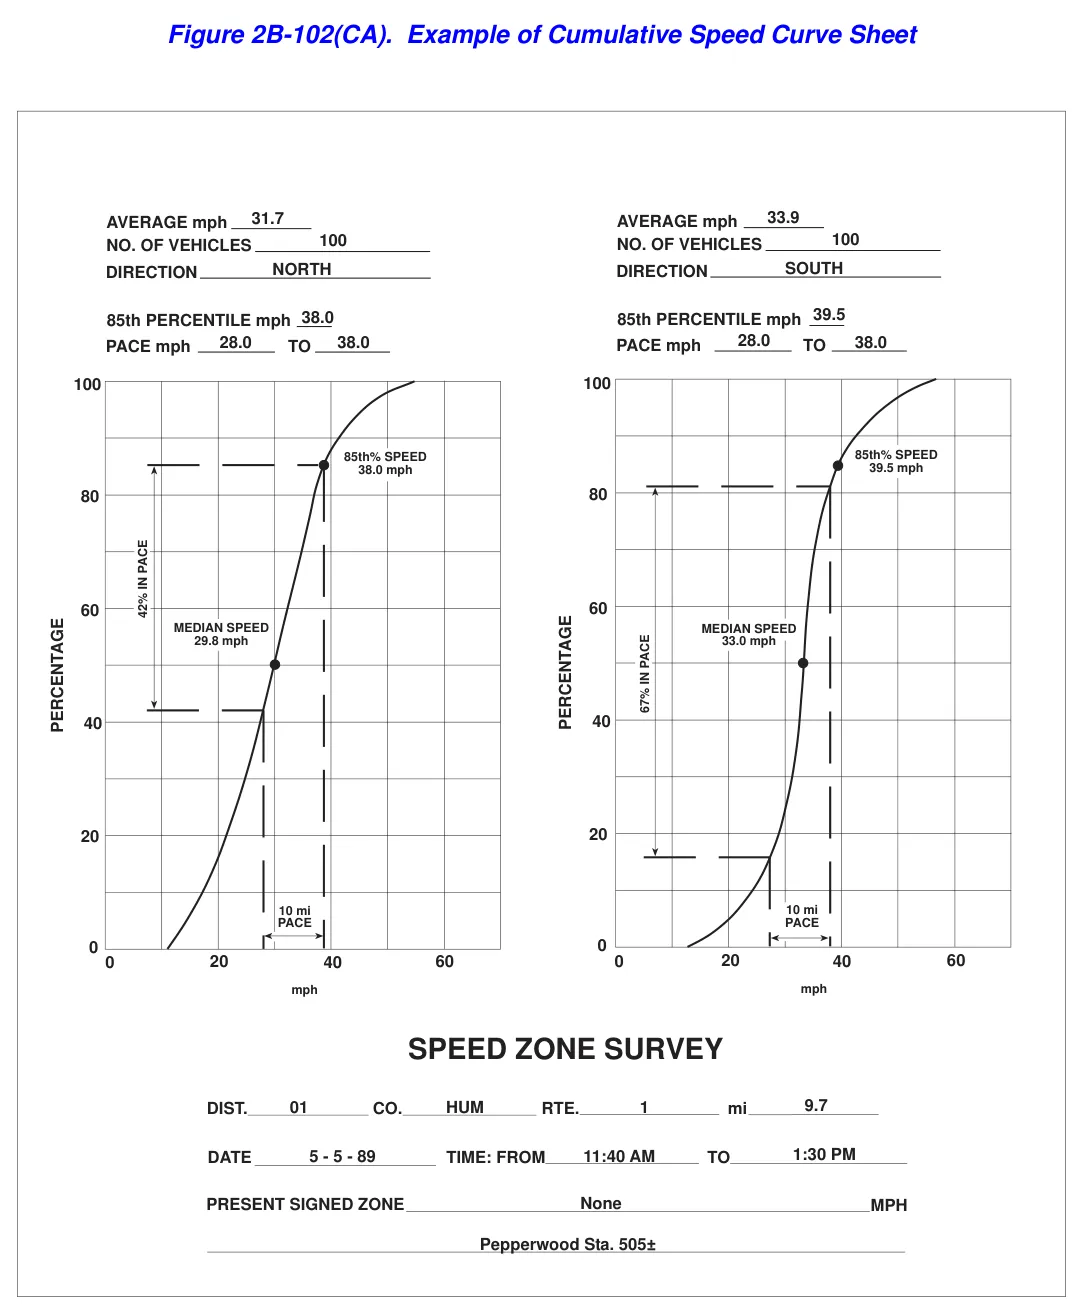 Figure 2B-102(CA). Example of Cumulative Speed Curve Sheet
AVERAGE mph 31.7
NO. OF VEHICLES 100
DIRECTION NORTH
85th PERCENTILE mph 38.0
PACE mph 28.0 TO 38.0
100
80
60
40
20
0
PERCENTAGE
85th% SPEED
38.0 mph
42% IN PACE
MEDIAN SPEED
29.8 mph
10 mi
PACE
0 20 40 60
mph
AVERAGE mph 33.9
NO. OF VEHICLES 100
DIRECTION SOUTH
85th PERCENTILE mph 39.5
PACE mph 28.0 TO 38.0
100
80
60
40
20
0
PERCENTAGE
85th% SPEED
39.5 mph
67% IN PACE
MEDIAN SPEED
33.0 mph
10 mi
PACE
0 20 40 60
mph
SPEED ZONE SURVEY
DIST. 01 CO. HUM RTE. 1 mi 9.7
DATE 5 - 5 - 89 TIME: FROM 11:40 AM TO 1:30 PM
PRESENT SIGNED ZONE None MPH
Pepperwood Sta. 505±